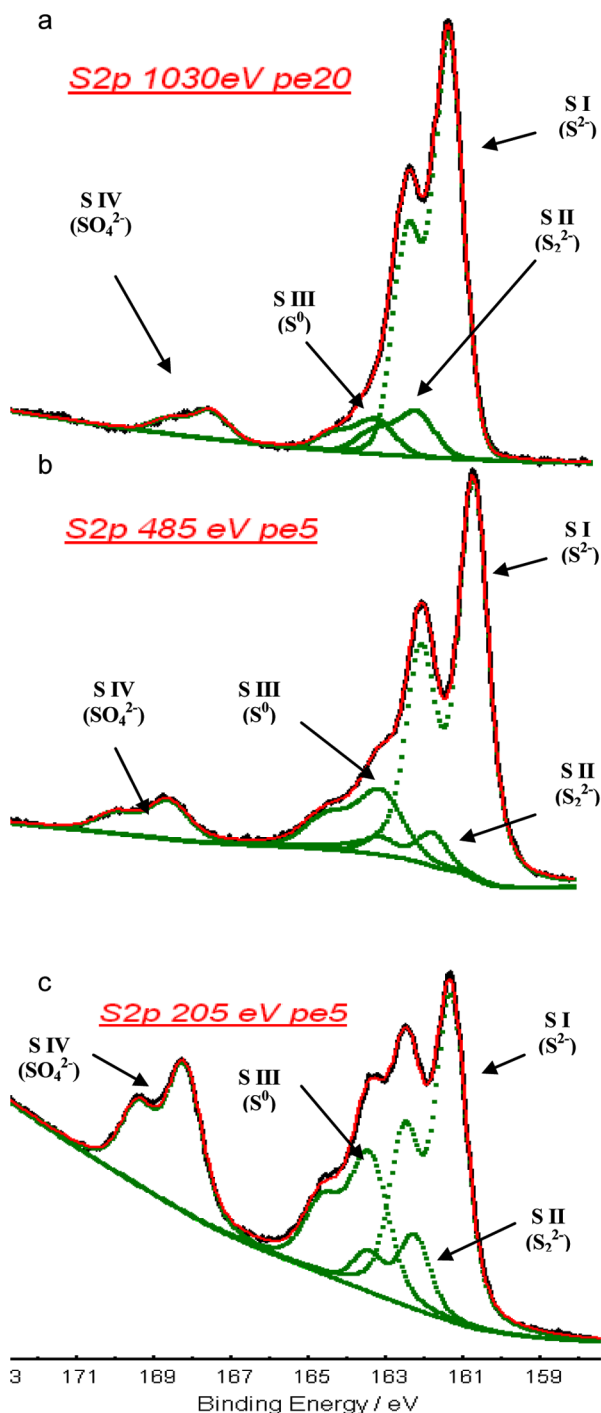 a
S2p 1030eV pe20
S I
(S²⁻)
S IV
(SO₄²⁻)
S II
(S₂²⁻)
S III
(S⁰)
b
S2p 485 eV pe5
S I
(S²⁻)
S IV
(SO₄²⁻)
S III
(S⁰)
S II
(S₂²⁻)
c
S2p 205 eV pe5
S IV
(SO₄²⁻)
S I
(S²⁻)
S III
(S⁰)
S II
(S₂²⁻)
3 171 169 167 165 163 161 159
Binding Energy / eV